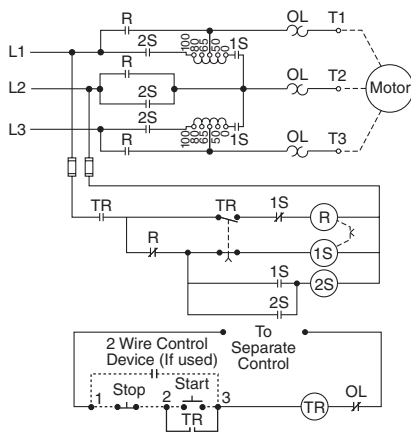 R OL T1
L1 2S 1S
100 80 65 50 0
R
L2 OL T2 Motor
2S
2S
100 80 65 50 0
L3 1S OL T3
R
TR TR 1S R
R 1S
1S 2S
2S
To
Separate
Control
2 Wire Control
Device (If used)
Stop Start
1 2 3 TR OL
TR